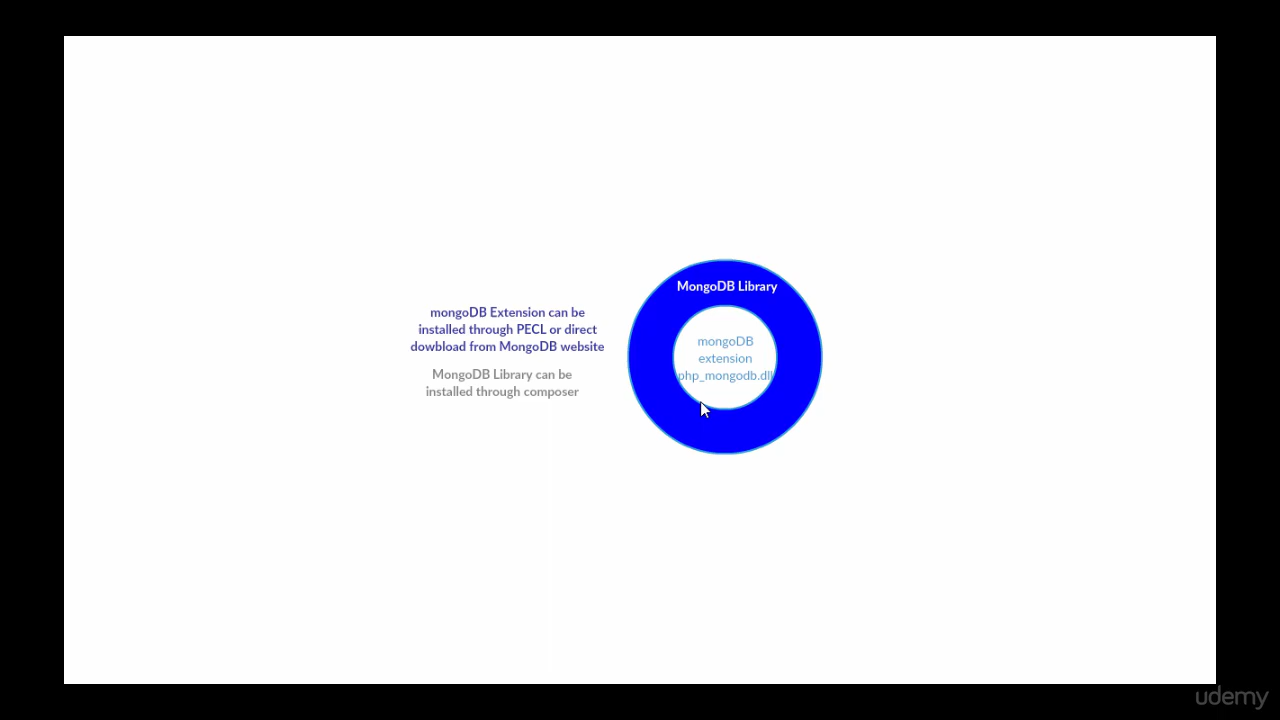 mongoDB Extension can be
installed through PECL or direct
dowbload from MongoDB website
MongoDB Library can be
installed through composer
MongoDB Library
mongoDB
extension
php_mongodb.dll
udemy